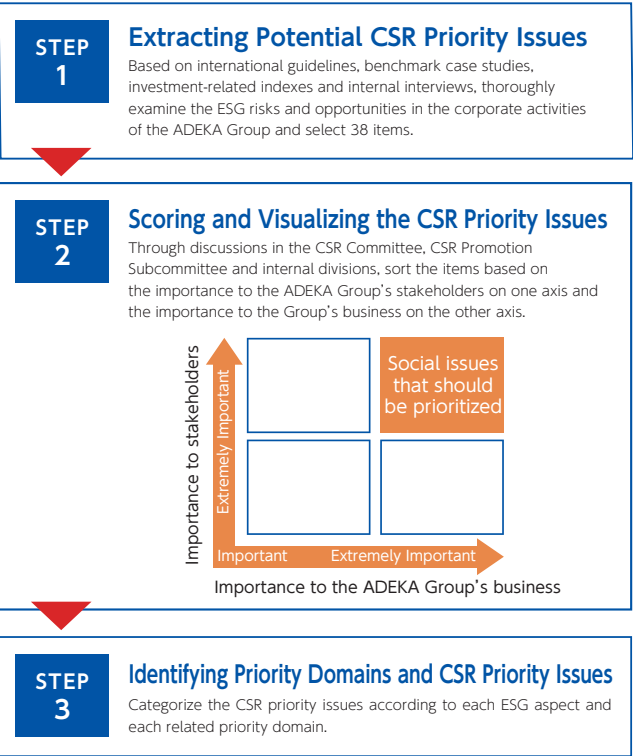 STEP
1
Extracting Potential CSR Priority Issues
Based on international guidelines, benchmark case studies,
investment-related indexes and internal interviews, thoroughly
examine the ESG risks and opportunities in the corporate activities
of the ADEKA Group and select 38 items.
STEP
2
Scoring and Visualizing the CSR Priority Issues
Through discussions in the CSR Committee, CSR Promotion
Subcommittee and internal divisions, sort the items based on
the importance to the ADEKA Group's stakeholders on one axis and
the importance to the Group's business on the other axis.
Importance to stakeholders
Extremely Important
Social issues
that should
be prioritized
Important
Extremely Important
Importance to the ADEKA Group's business
STEP
3
Identifying Priority Domains and CSR Priority Issues
Categorize the CSR priority issues according to each ESG aspect and
each related priority domain.